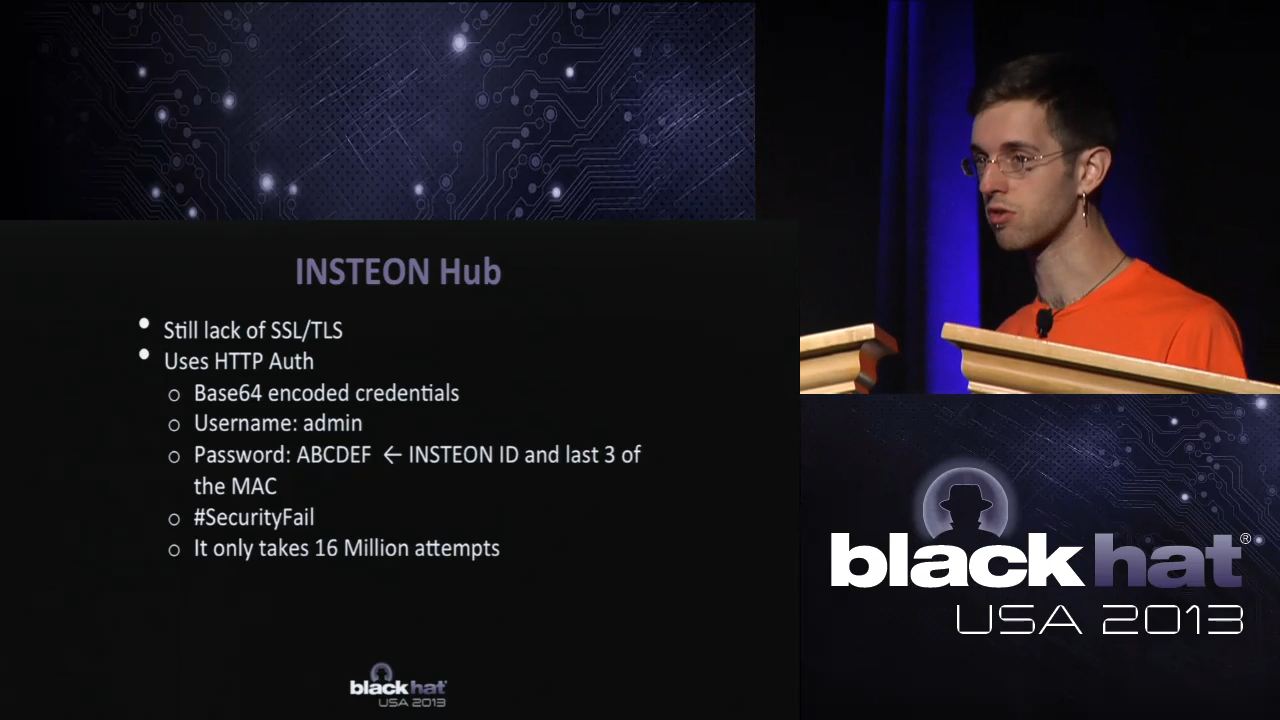 INSTEON Hub
Still lack of SSL/TLS
Uses HTTP Auth
Base64 encoded credentials
Username: admin
Password: ABCDEF ← INSTEON ID and last 3 of
the MAC
#SecurityFail
It only takes 16 Million attempts
black hat
USA 2013
black hat®
USA 2013